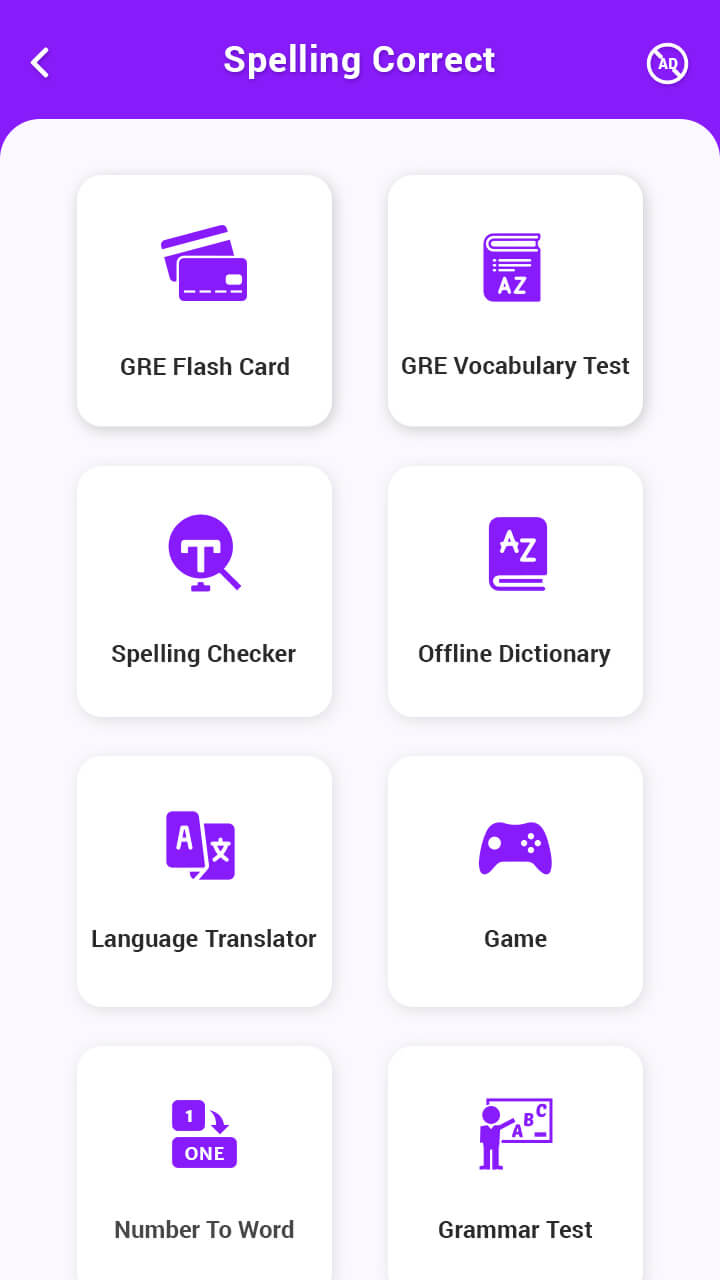 Spelling Correct
AD
GRE Flash Card
AZ
GRE Vocabulary Test
T
Spelling Checker
AZ
Offline Dictionary
A 文
Language Translator
Game
1
ONE
Number To Word
A B C
Grammar Test